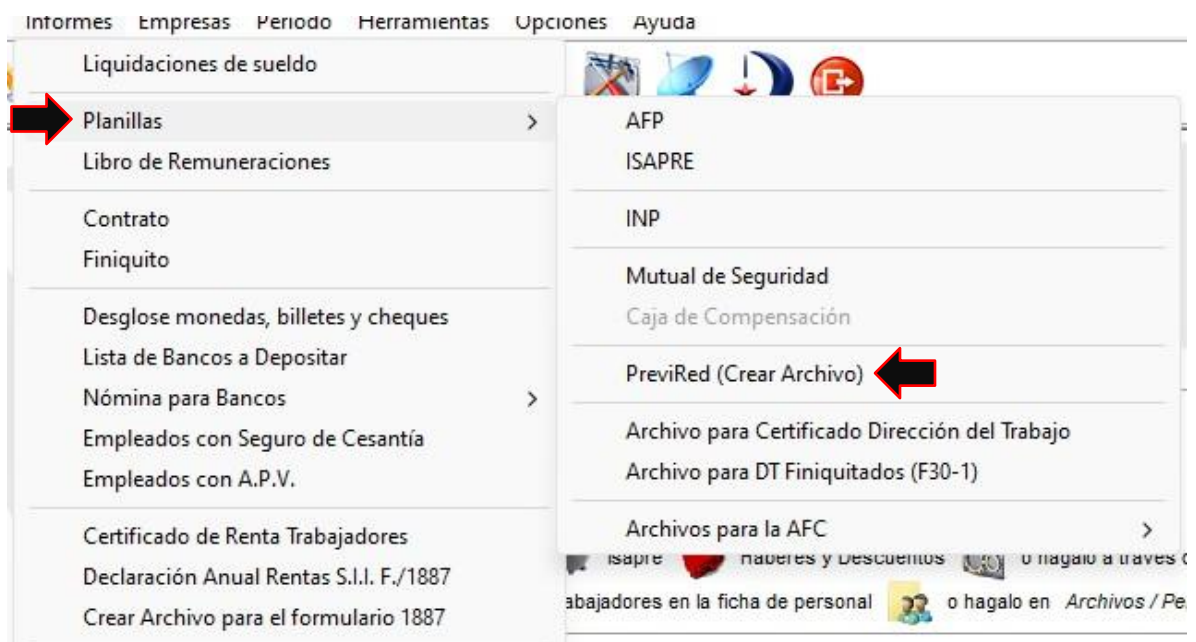 Informes Empresas Periodo Herramientas Opciones Ayuda
Liquidaciones de sueldo
Planillas >
Libro de Remuneraciones
Contrato
Finiquito
Desglose monedas, billetes y cheques
Lista de Bancos a Depositar
Nómina para Bancos >
Empleados con Seguro de Cesantía
Empleados con A.P.V.
Certificado de Renta Trabajadores
Declaración Anual Rentas S.I.I. F./1887
Crear Archivo para el formulario 1887
AFP
ISAPRE
INP
Mutual de Seguridad
Caja de Compensación
PreviRed (Crear Archivo)
Archivo para Certificado Dirección del Trabajo
Archivo para DT Finiquitados (F30-1)
Archivos para la AFC >
Isapre Haberes y Descuentos o hagalo a través
abajadores en la ficha de personal o hagalo en Archivos / Pe